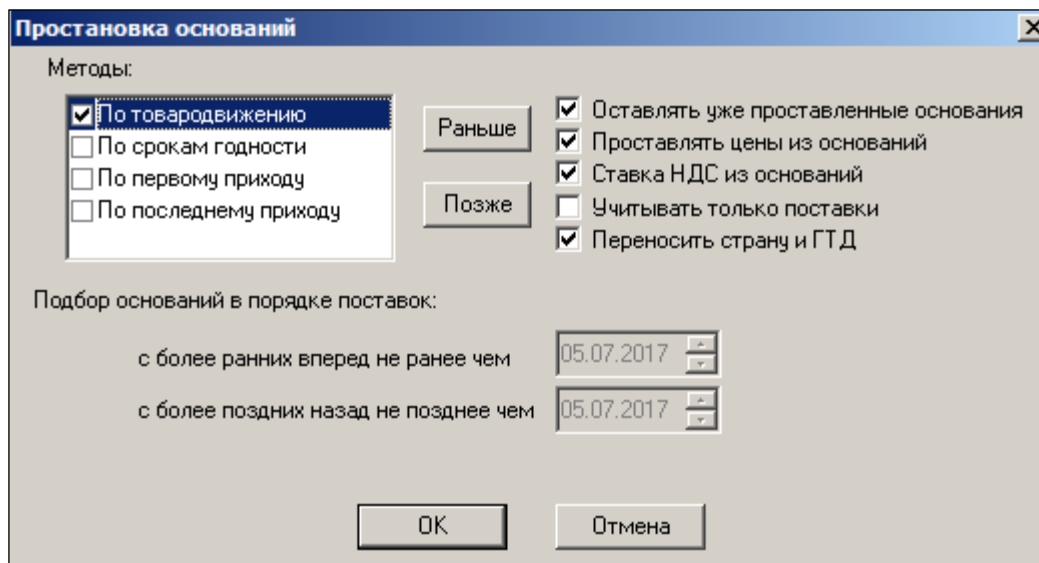 Простановка оснований
Методы:
По товародвижению
По срокам годности
По первому приходу
По последнему приходу
Раньше
Позже
Оставлять уже проставленные основания
Проставлять цены из оснований
Ставка НДС из оснований
Учитывать только поставки
Переносить страну и ГТД
Подбор оснований в порядке поставок:
с более ранних вперед не ранее чем 05.07.2017
с более поздних назад не позднее чем 05.07.2017
OK Отмена